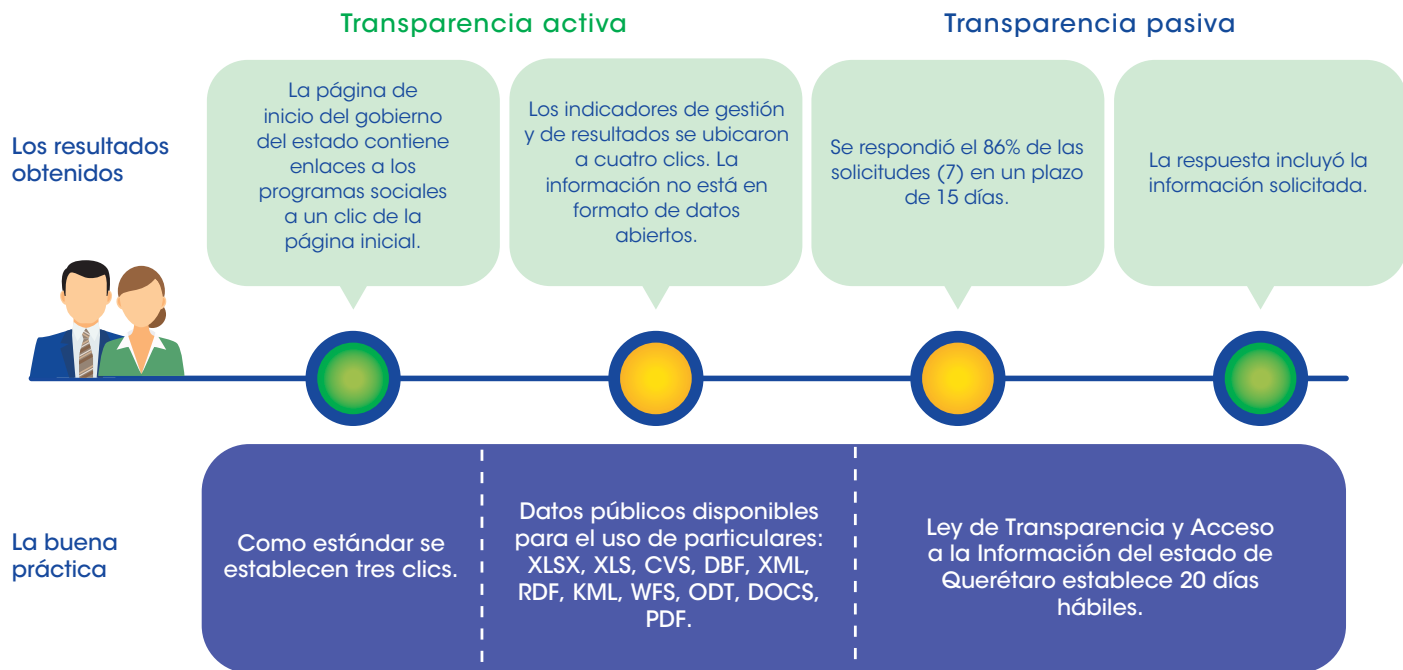 Transparencia activa
Transparencia pasiva
Los resultados
obtenidos
La página de
inicio del gobierno
del estado contiene
enlaces a los
programas sociales
a un clic de la
página inicial.
Los indicadores de gestión
y de resultados se ubicaron
a cuatro clics. La
información no está en
formato de datos
abiertos.
Se respondió el 86% de las
solicitudes (7) en un plazo
de 15 días.
La respuesta incluyó la
información solicitada.
La buena
práctica
Como estándar se
establecen tres clics.
Datos públicos disponibles
para el uso de particulares:
XLSX, XLS, CVS, DBF, XML,
RDF, KML, WFS, ODT, DOCS,
PDF.
Ley de Transparencia y Acceso
a la Información del estado de
Querétaro establece 20 días
hábiles.